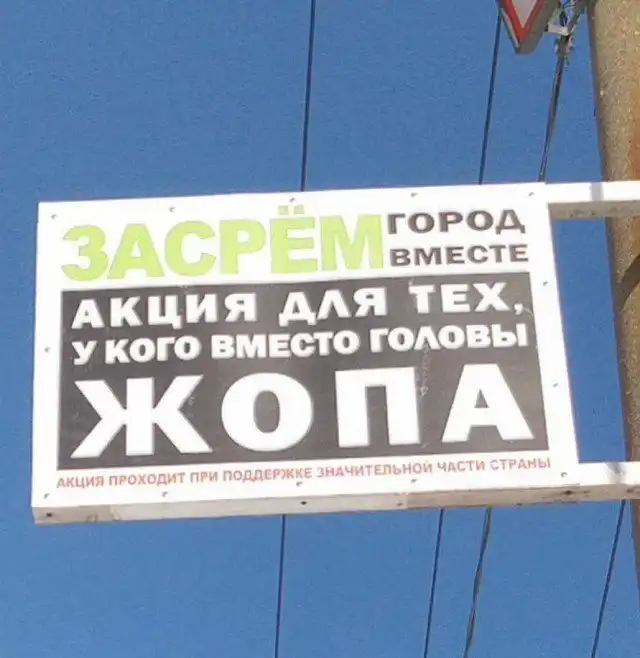 ЗАСРЁМ ГОРОД
ВМЕСТЕ
АКЦИЯ ДЛЯ ТЕХ,
У КОГО ВМЕСТО ГОЛОВЫ
ЖОПА
АКЦИЯ ПРОХОДИТ ПРИ ПОДДЕРЖКЕ ЗНАЧИТЕЛЬНОЙ ЧАСТИ СТРАНЫ